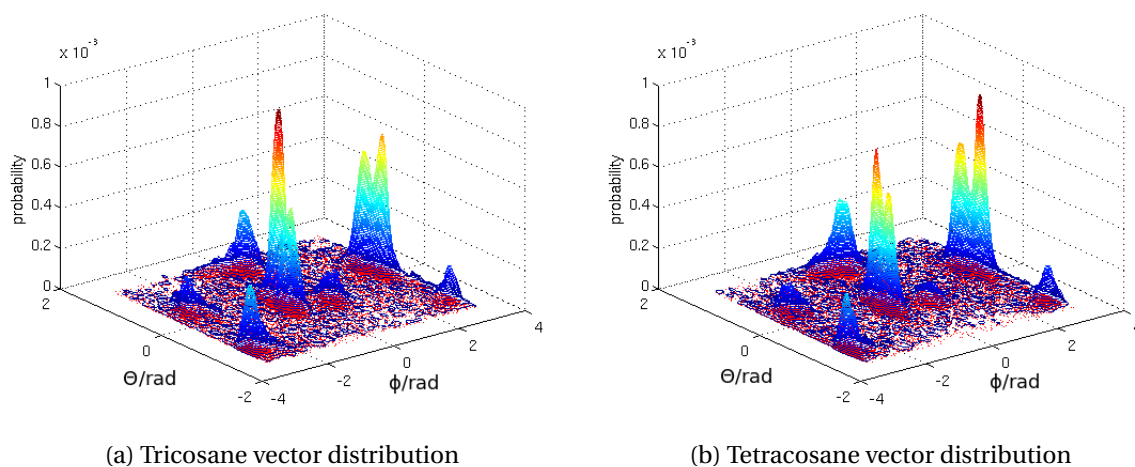 x 10⁻³
1
0.8
0.6
0.4
0.2
0
probability
2
0
-2
Θ/rad
-4
-2
0
2
4
ϕ/rad
(a) Tricosane vector distribution
x 10⁻³
1
0.8
0.6
0.4
0.2
0
probability
2
0
-2
Θ/rad
-4
-2
0
2
ϕ/rad
(b) Tetracosane vector distribution